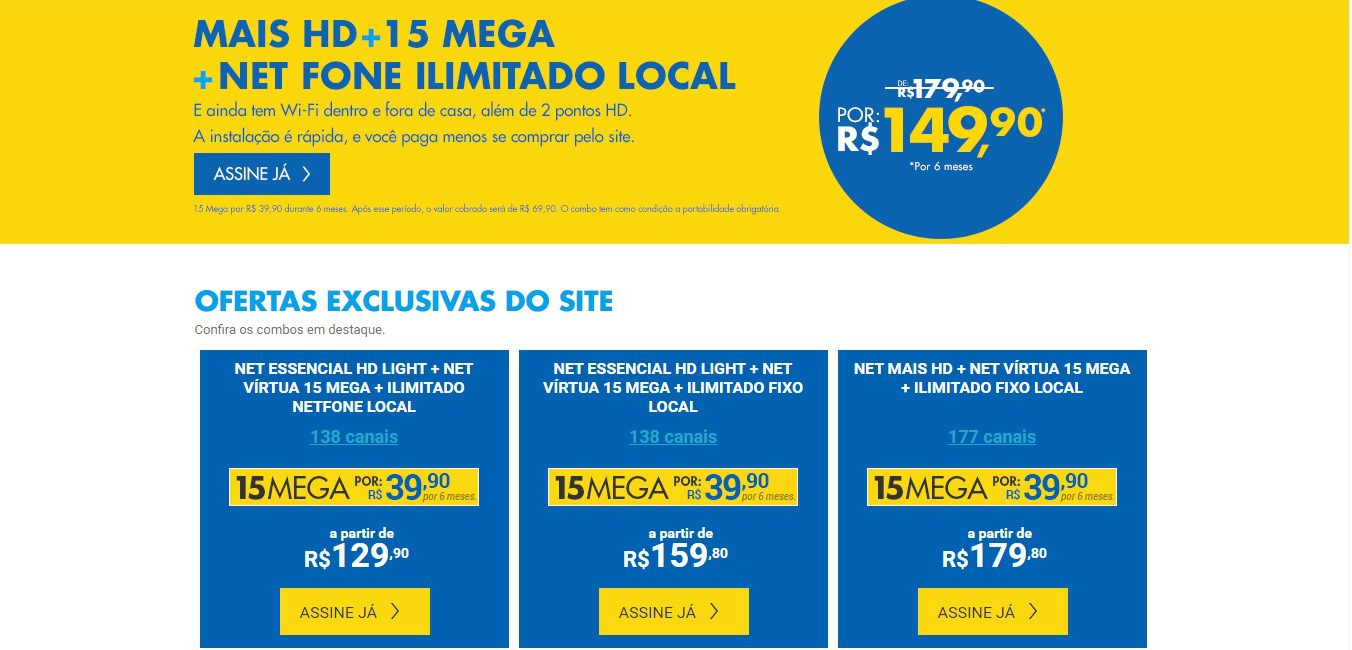 MAIS HD+15 MEGA
+NET FONE ILIMITADO LOCAL
E ainda tem Wi-Fi dentro e fora de casa, além de 2 pontos HD.
A instalação é rápida, e você paga menos se comprar pelo site.
ASSINE JÁ
15 Mega por R$ 39,90 durante 6 meses. Após esse período, o valor cobrado será de R$ 69,90. O combo tem como condição a portabilidade obrigatória.
DE: R$179,90
POR: R$149,90*
*Por 6 meses
OFERTAS EXCLUSIVAS DO SITE
Confira os combos em destaque.
NET ESSENCIAL HD LIGHT + NET
VÍRTUA 15 MEGA + ILIMITADO
NETFONE LOCAL
138 canais
15MEGA POR: R$ 39,90 por 6 meses.
a partir de
R$129,90
ASSINE JÁ
NET ESSENCIAL HD LIGHT + NET
VÍRTUA 15 MEGA + ILIMITADO FIXO
LOCAL
138 canais
15MEGA POR: R$ 39,90 por 6 meses.
a partir de
R$159,80
ASSINE JÁ
NET MAIS HD + NET VÍRTUA 15 MEGA
+ ILIMITADO FIXO LOCAL
177 canais
15MEGA POR: R$ 39,90 por 6 meses.
a partir de
R$179,80
ASSINE JÁ